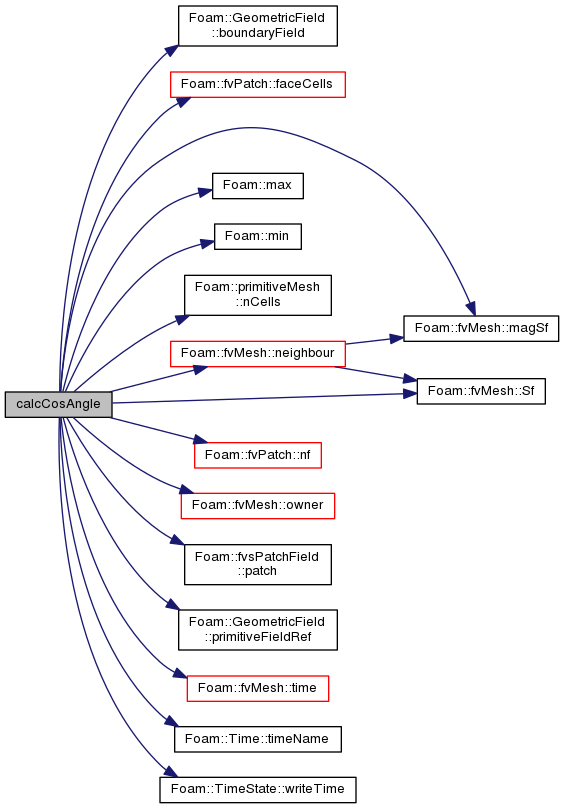 Foam::GeometricField
::boundaryField
Foam::fvPatch::faceCells
Foam::max
Foam::min
Foam::primitiveMesh
::nCells
Foam::fvMesh::magSf
Foam::fvMesh::neighbour
Foam::fvMesh::Sf
calcCosAngle
Foam::fvPatch::nf
Foam::fvMesh::owner
Foam::fvsPatchField
::patch
Foam::GeometricField
::primitiveFieldRef
Foam::fvMesh::time
Foam::Time::timeName
Foam::TimeState::writeTime